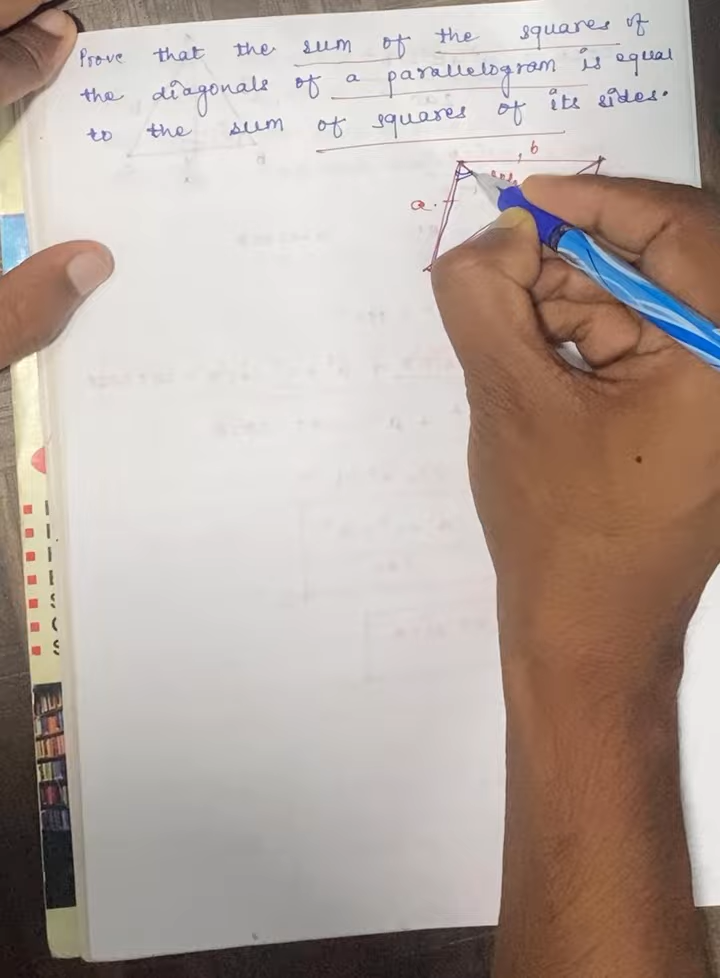 Prove that the sum of the squares of
the diagonals of a parallelogram is equal
to the sum of squares of its sides.
b
a